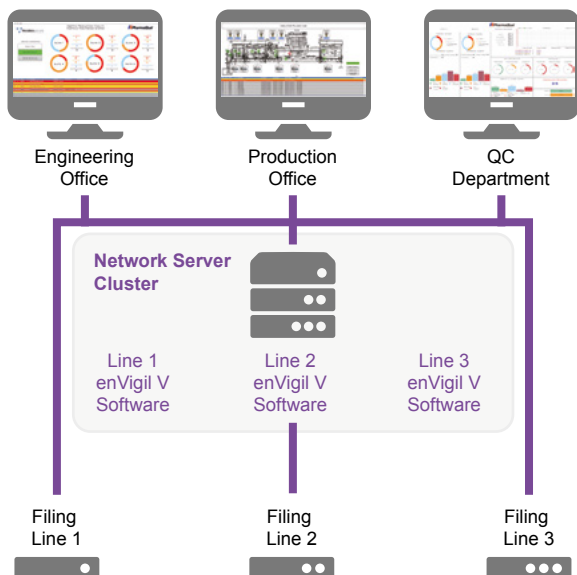 Engineering
Office
Production
Office
QC
Department
Network Server
Cluster
Line 1
enVigil V
Software
Line 2
enVigil V
Software
Line 3
enVigil V
Software
Filing
Line 1
Filing
Line 2
Filing
Line 3